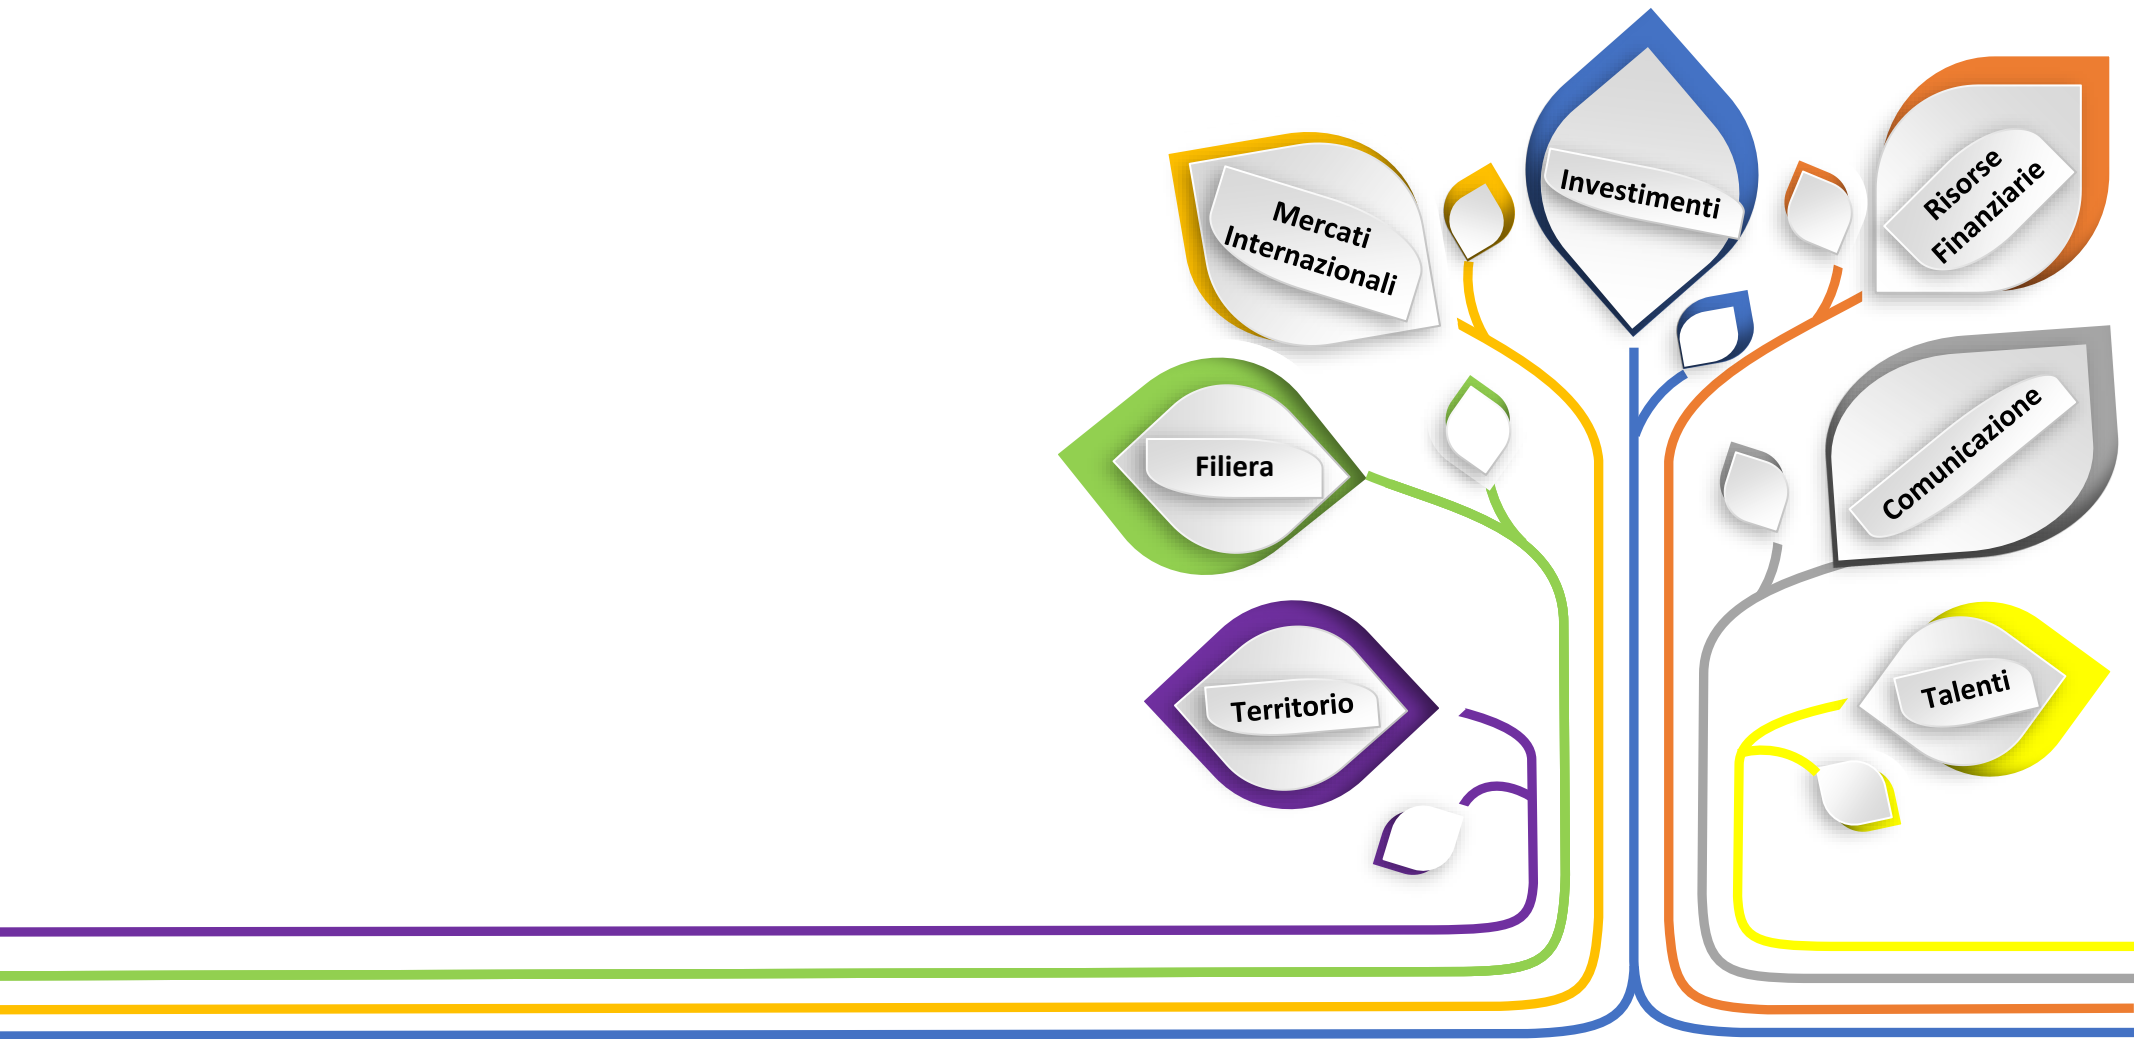 Investimenti
Risorse
Finanziarie
Mercati
Internazionali
Comunicazione
Filiera
Talenti
Territorio